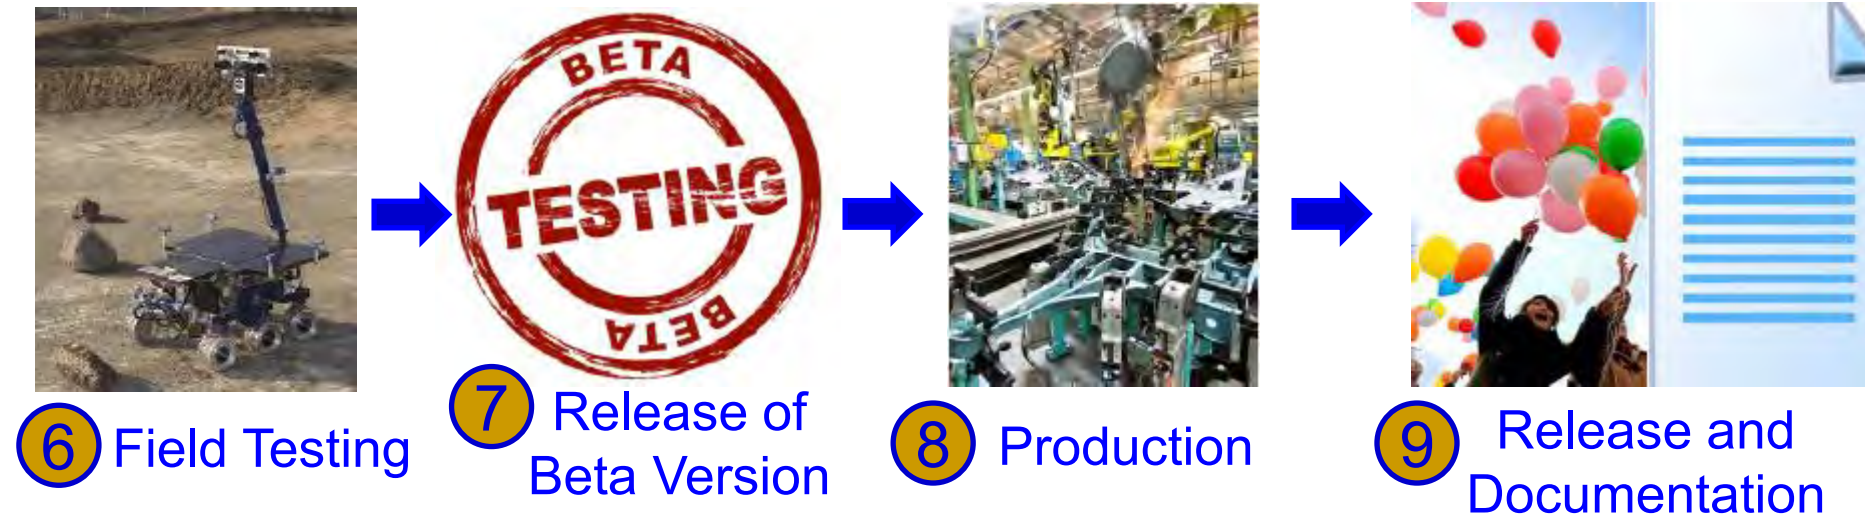 BETA
TESTING
BETA
6 Field Testing
7 Release of
Beta Version
8 Production
9 Release and
Documentation